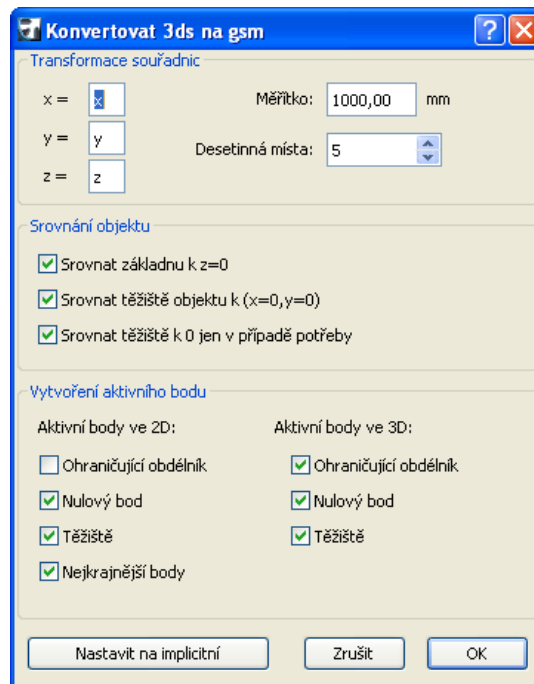 Konvertovat 3ds na gsm
Transformace souřadnic
x = x
Měřítko: 1000,00 mm
y = y
Desetinná místa: 5
z = z
Srovnání objektu
Srovnat základnu k z=0
Srovnat těžiště objektu k (x=0,y=0)
Srovnat těžiště k 0 jen v případě potřeby
Vytvoření aktivního bodu
Aktivní body ve 2D:
Aktivní body ve 3D:
Ohraničující obdélník
Ohraničující obdélník
Nulový bod
Nulový bod
Těžiště
Těžiště
Nejkrajnější body
Nastavit na implicitní
Zrušit
OK